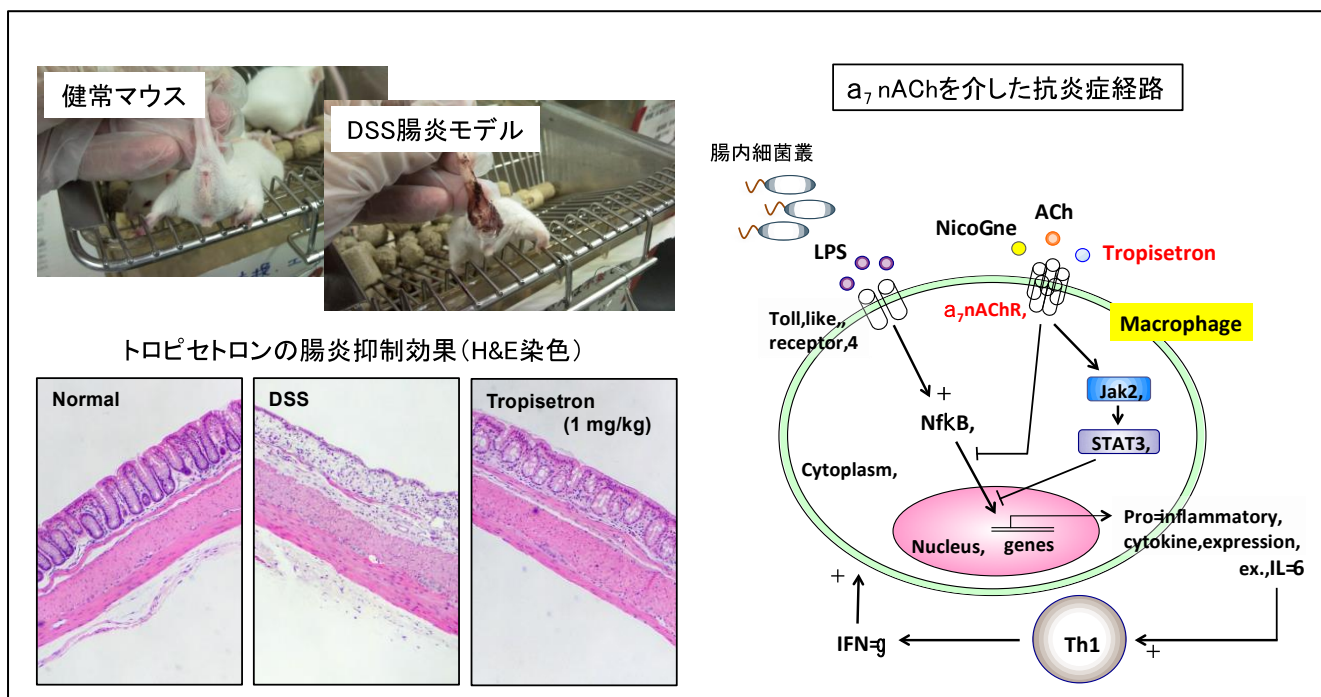 健常マウス
DSS腸炎モデル
トロピセトロンの腸炎抑制効果(H&E染色)
Normal
DSS
Tropisetron
(1 mg/kg)
a₇ nAChを介した抗炎症経路
腸内細菌叢
LPS
NicoGne
ACh
Tropisetron
Toll,like,,
receptor,4
a₇nAChR,
Macrophage
+
NfκB,
Jak2,
STAT3,
Cytoplasm,
Nucleus,
genes
Pro=inflammatory,
cytokine,expression,
ex.,IL=6
+
IFN=g
Th1
+